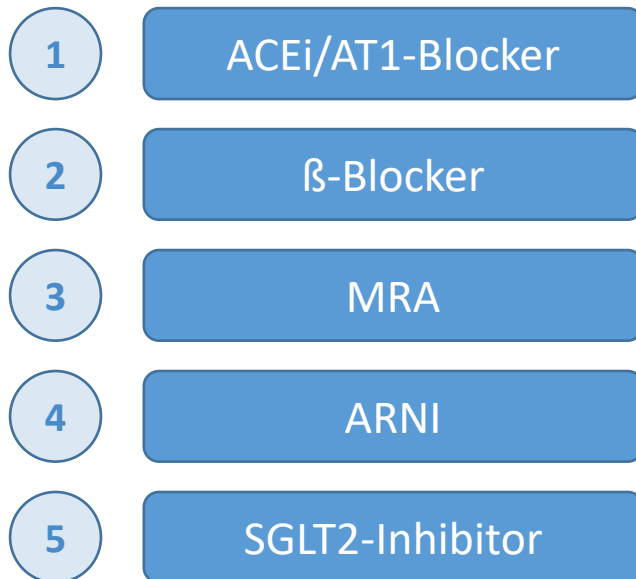 1 ACEi/AT1-Blocker
2 ß-Blocker
3 MRA
4 ARNI
5 SGLT2-Inhibitor